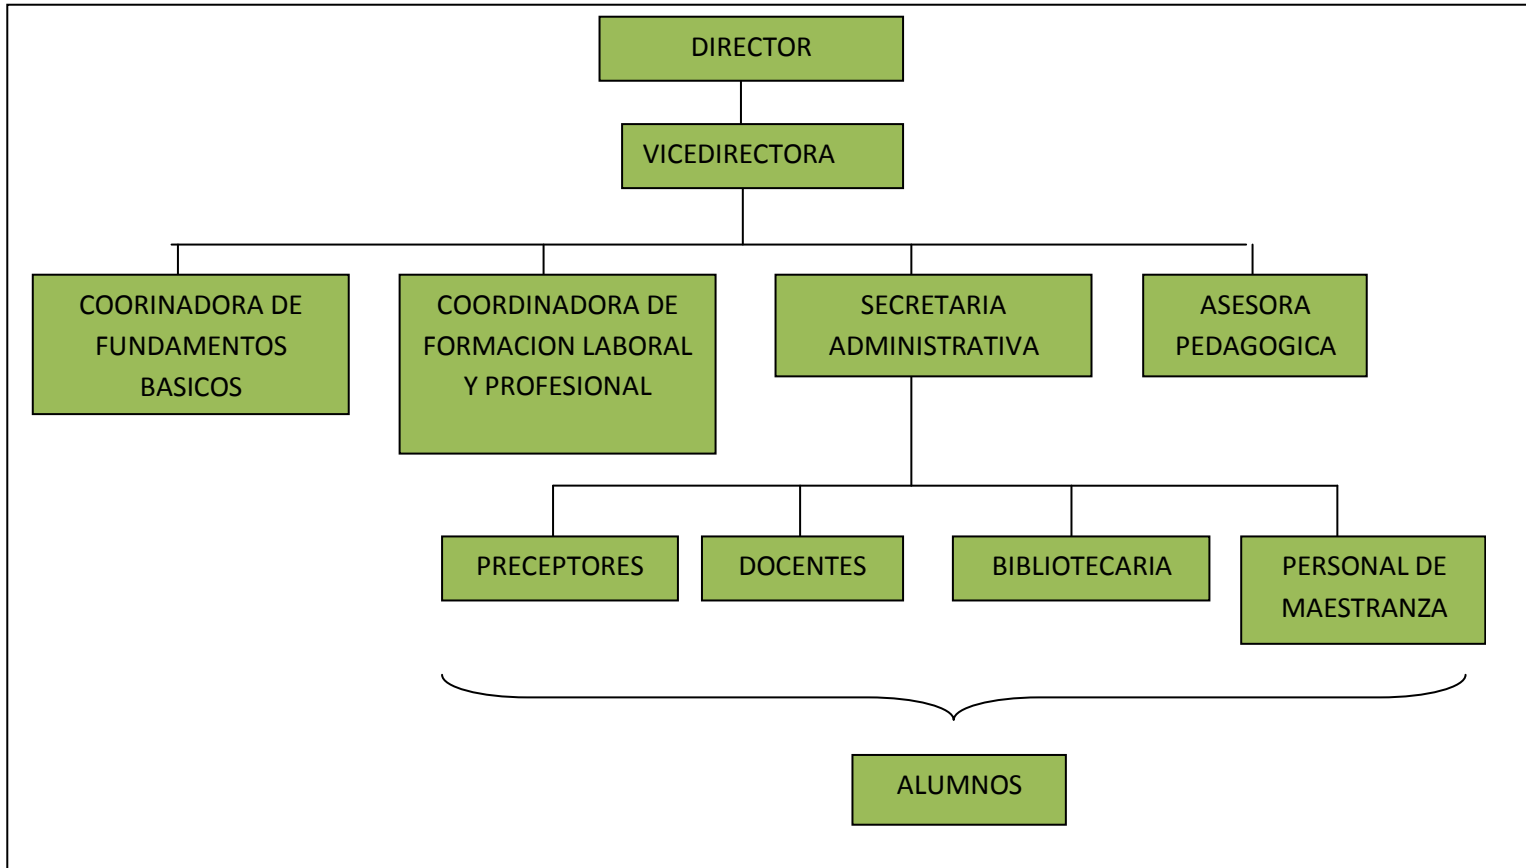 DIRECTOR
VICEDIRECTORA
COORINADORA DE
FUNDAMENTOS
BASICOS
COORDINADORA DE
FORMACION LABORAL
Y PROFESIONAL
SECRETARIA
ADMINISTRATIVA
ASESORA
PEDAGOGICA
PRECEPTORES
DOCENTES
BIBLIOTECARIA
PERSONAL DE
MAESTRANZA
ALUMNOS